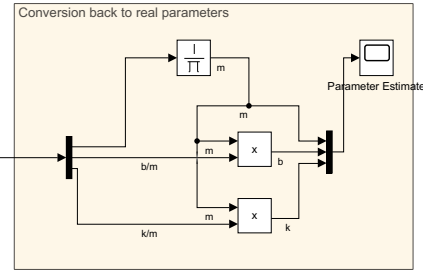 Conversion back to real parameters
1
∏
m
Parameter Estimate
m
m
x
b/m
b
m
x
k/m
k